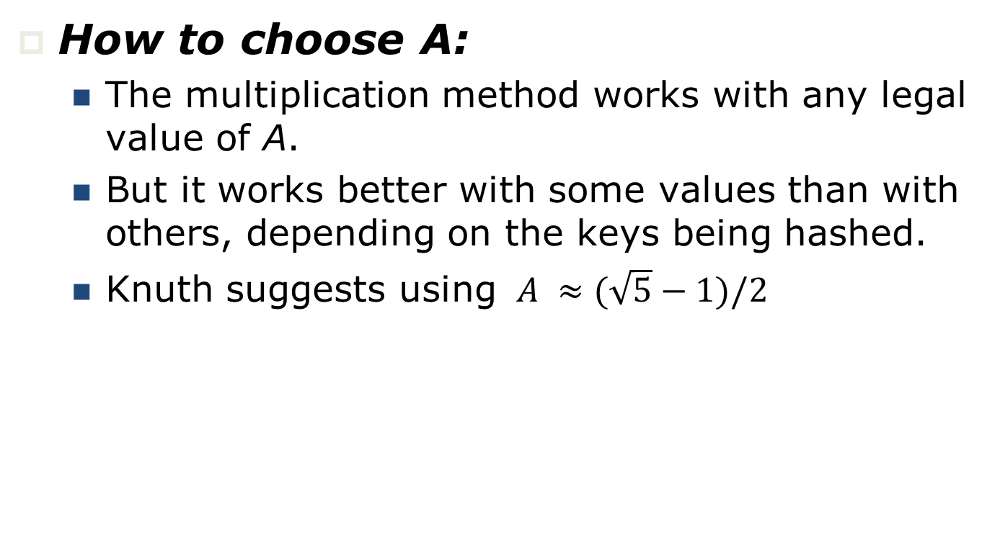 How to choose A:
The multiplication method works with any legal
value of A.
But it works better with some values than with
others, depending on the keys being hashed.
Knuth suggests using A ≈ (√5 − 1)/2